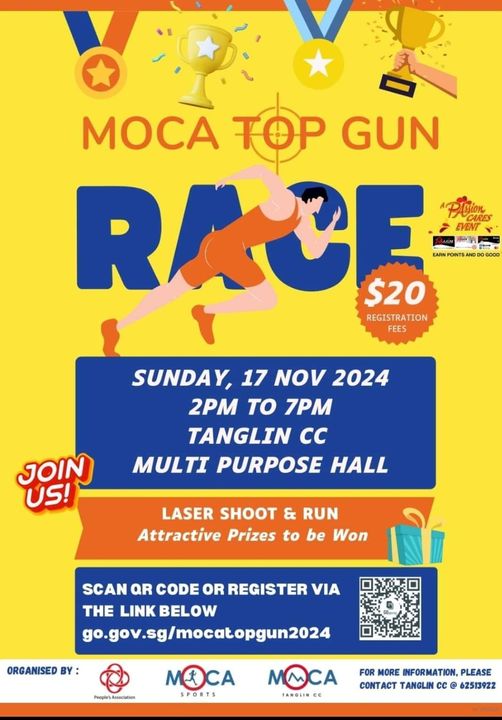 MOCA TOP GUN
RACE
A Passion
CARES
EVENT
EARN POINTS AND DO GOOD
$20
REGISTRATION
FEES
SUNDAY, 17 NOV 2024
2PM TO 7PM
TANGLIN CC
MULTI PURPOSE HALL
JOIN
US!
LASER SHOOT & RUN
Attractive Prizes to be Won
SCAN QR CODE OR REGISTER VIA
THE LINK BELOW
go.gov.sg/mocatopgun2024
ORGANISED BY :
People's Association
MOCA
SPORTS
MOCA
TANGLIN CC
FOR MORE INFORMATION, PLEASE
CONTACT TANGLIN CC @ 62513922